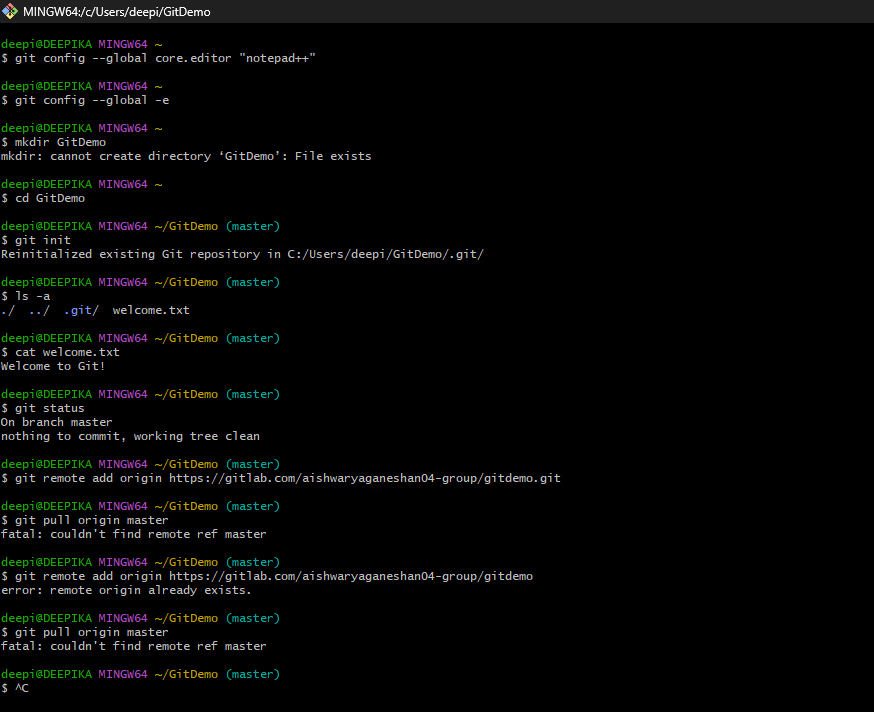 MINGW64:/c/Users/deepi/GitDemo
deepi@DEEPIKA MINGW64 ~
$ git config --global core.editor "notepad++"
deepi@DEEPIKA MINGW64 ~
$ git config --global -e
deepi@DEEPIKA MINGW64 ~
$ mkdir GitDemo
mkdir: cannot create directory ‘GitDemo’: File exists
deepi@DEEPIKA MINGW64 ~
$ cd GitDemo
deepi@DEEPIKA MINGW64 ~/GitDemo (master)
$ git init
Reinitialized existing Git repository in C:/Users/deepi/GitDemo/.git/
deepi@DEEPIKA MINGW64 ~/GitDemo (master)
$ ls -a
./  ../  .git/  welcome.txt
deepi@DEEPIKA MINGW64 ~/GitDemo (master)
$ cat welcome.txt
Welcome to Git!
deepi@DEEPIKA MINGW64 ~/GitDemo (master)
$ git status
On branch master
nothing to commit, working tree clean
deepi@DEEPIKA MINGW64 ~/GitDemo (master)
$ git remote add origin https://gitlab.com/aishwaryaganeshan04-group/gitdemo.git
deepi@DEEPIKA MINGW64 ~/GitDemo (master)
$ git pull origin master
fatal: couldn't find remote ref master
deepi@DEEPIKA MINGW64 ~/GitDemo (master)
$ git remote add origin https://gitlab.com/aishwaryaganeshan04-group/gitdemo
error: remote origin already exists.
deepi@DEEPIKA MINGW64 ~/GitDemo (master)
$ git pull origin master
fatal: couldn't find remote ref master
deepi@DEEPIKA MINGW64 ~/GitDemo (master)
$ ^C